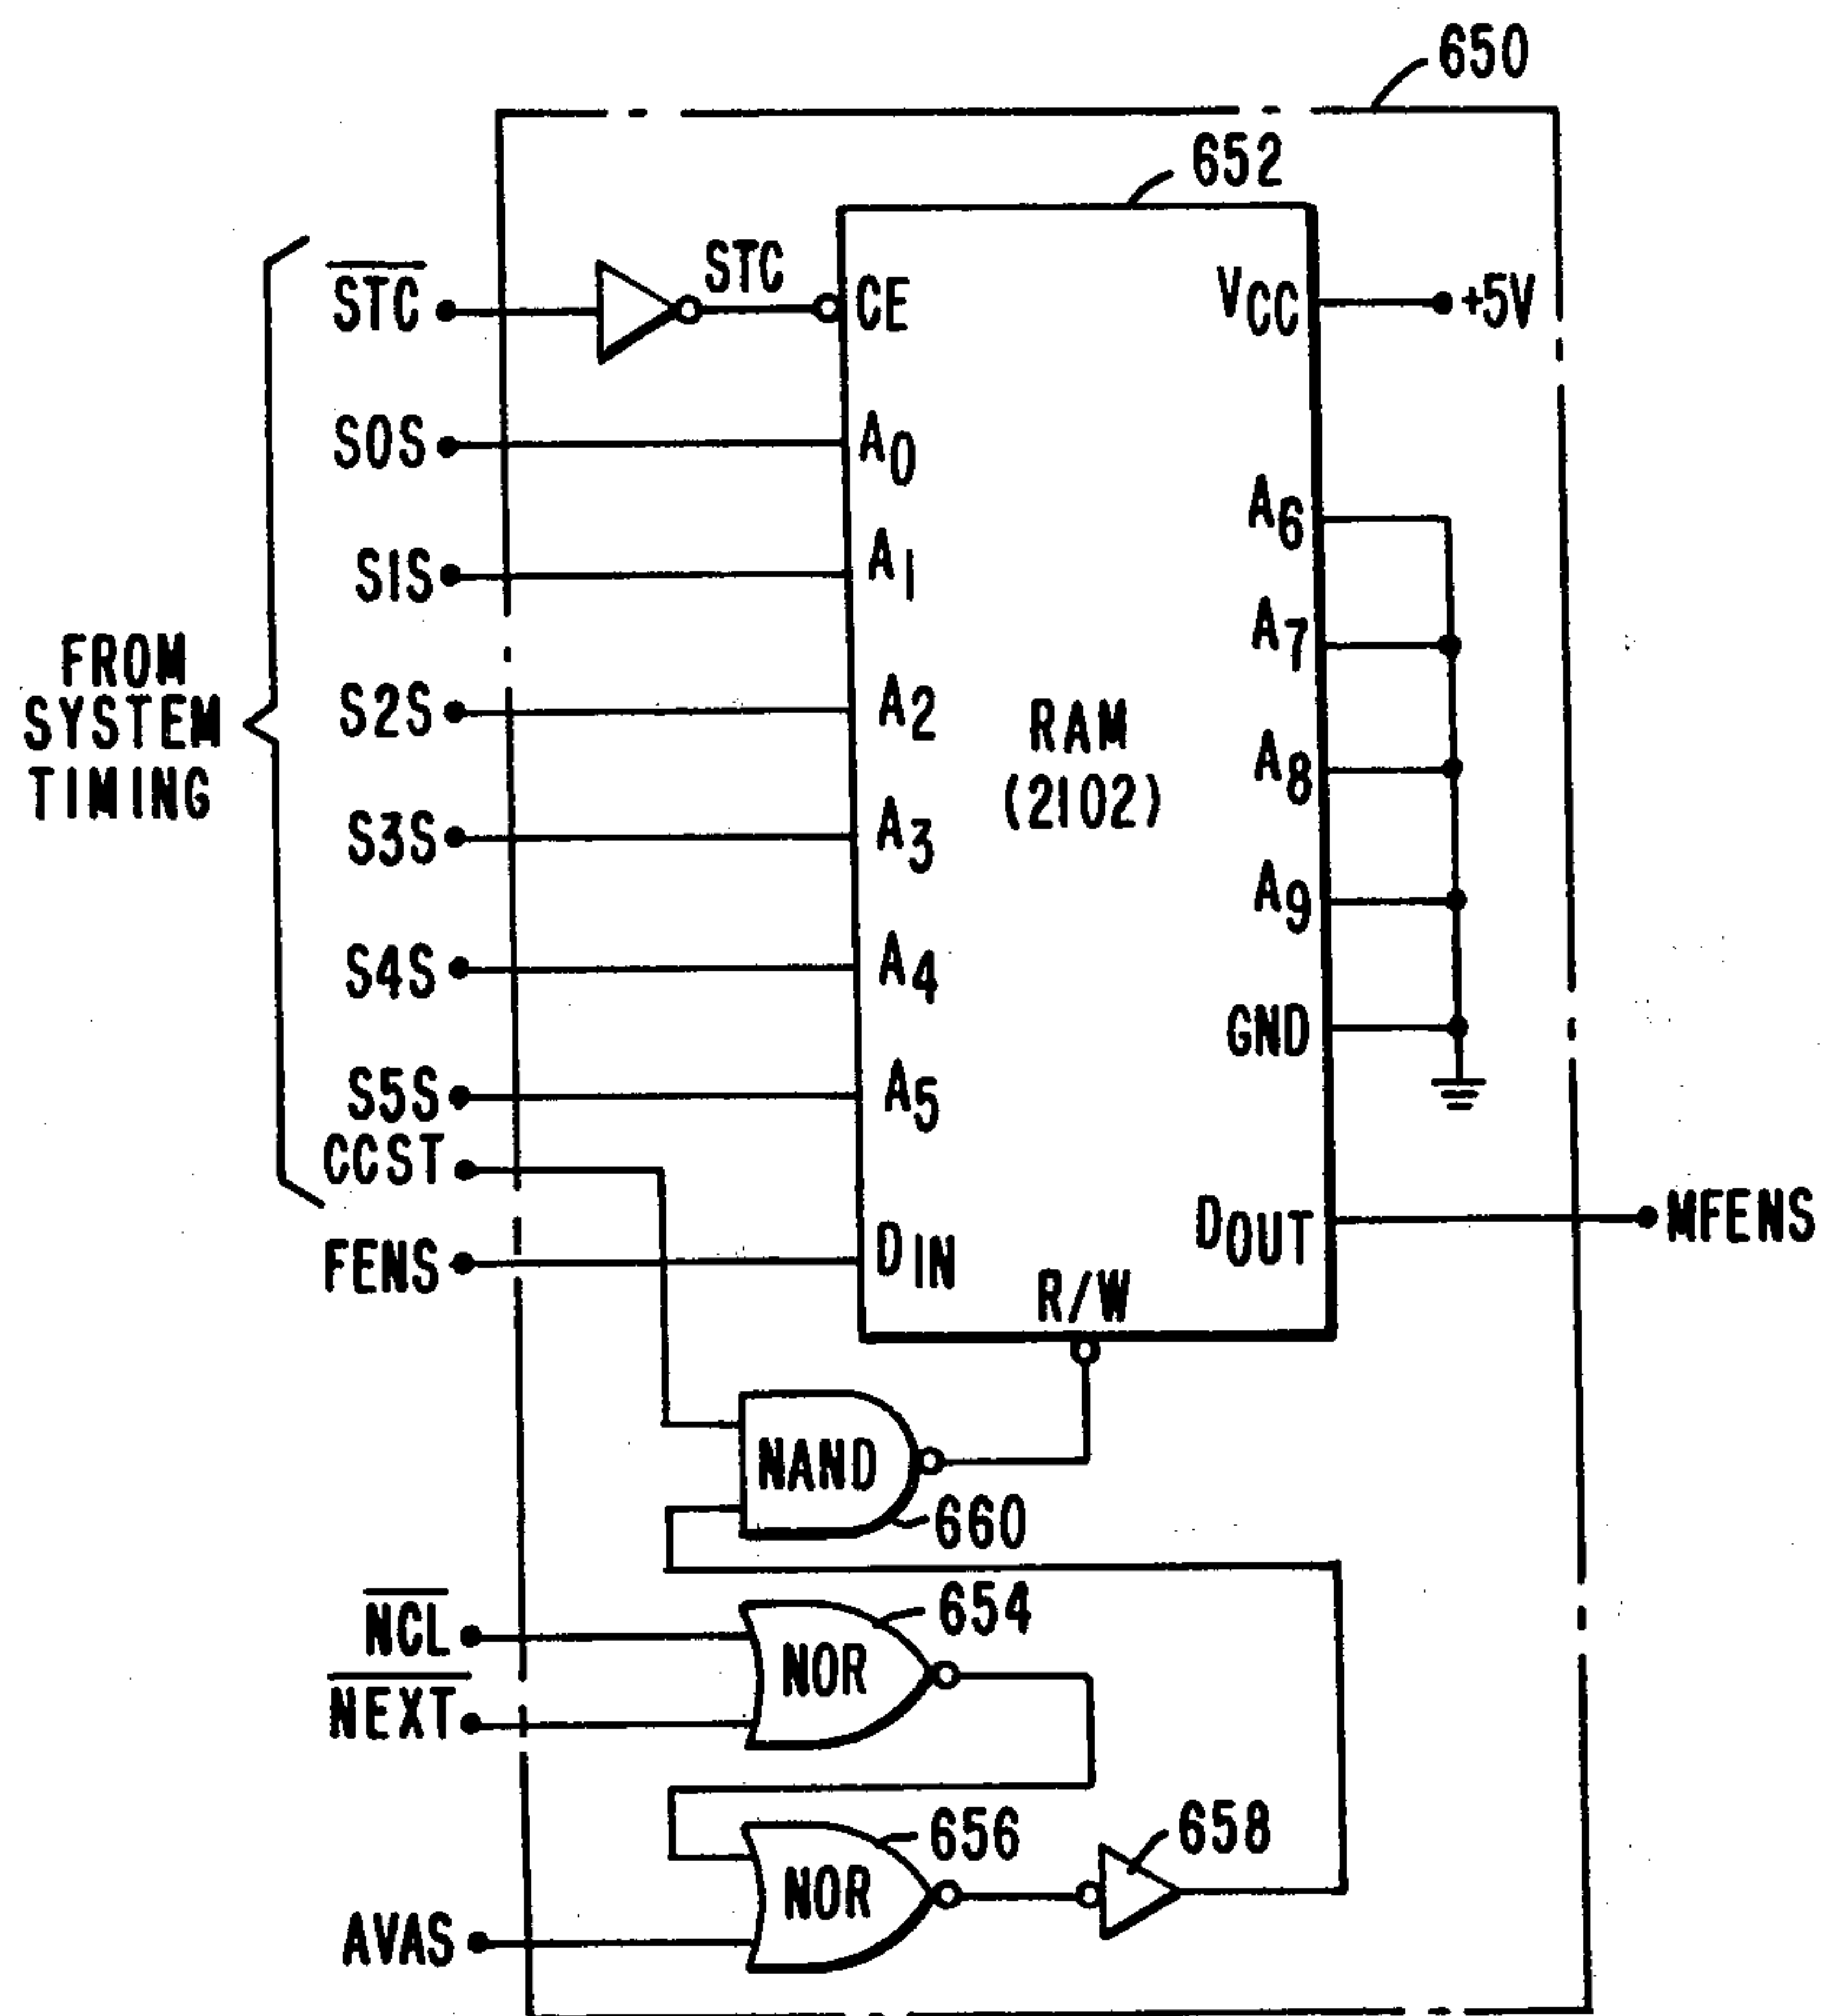 650
652
STC
STC
CE
VCC
+5V
S0S
A0
A6
S1S
A1
A7
FROM
SYSTEM
TIMING
S2S
A2
RAM
(2102)
A8
S3S
A3
A9
S4S
A4
GND
S5S
A5
CCST
FENS
DIN
DOUT
MFENS
R/W
NAND
660
NCL
NEXT
NOR
654
NOR
656
658
AVAS